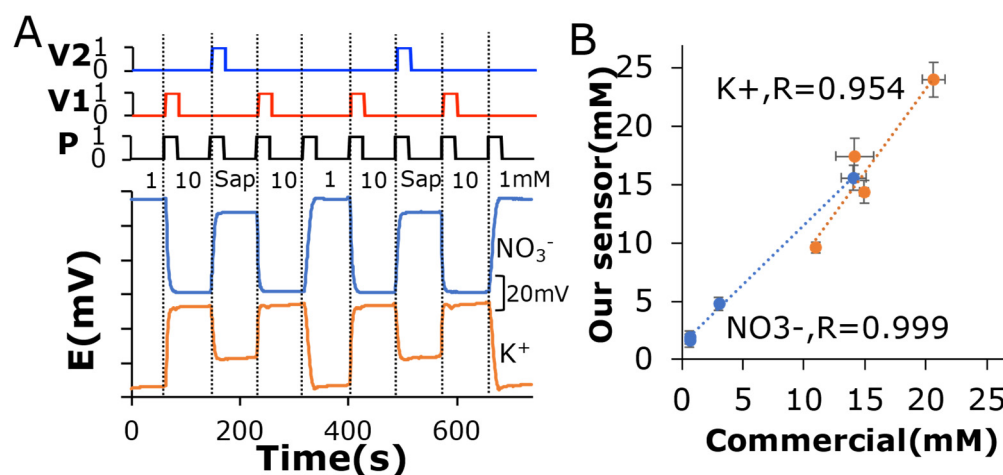 A
V2 1
0
V1 1
0
P 1
0
1 10 Sap 10 1 10 Sap 10 1mM
NO₃⁻
20mV
K⁺
E(mV)
0 200 400 600
Time(s)
B
25
20
15
10
5
0
K+,R=0.954
NO3-,R=0.999
Our sensor(mM)
0 5 10 15 20 25
Commercial(mM)